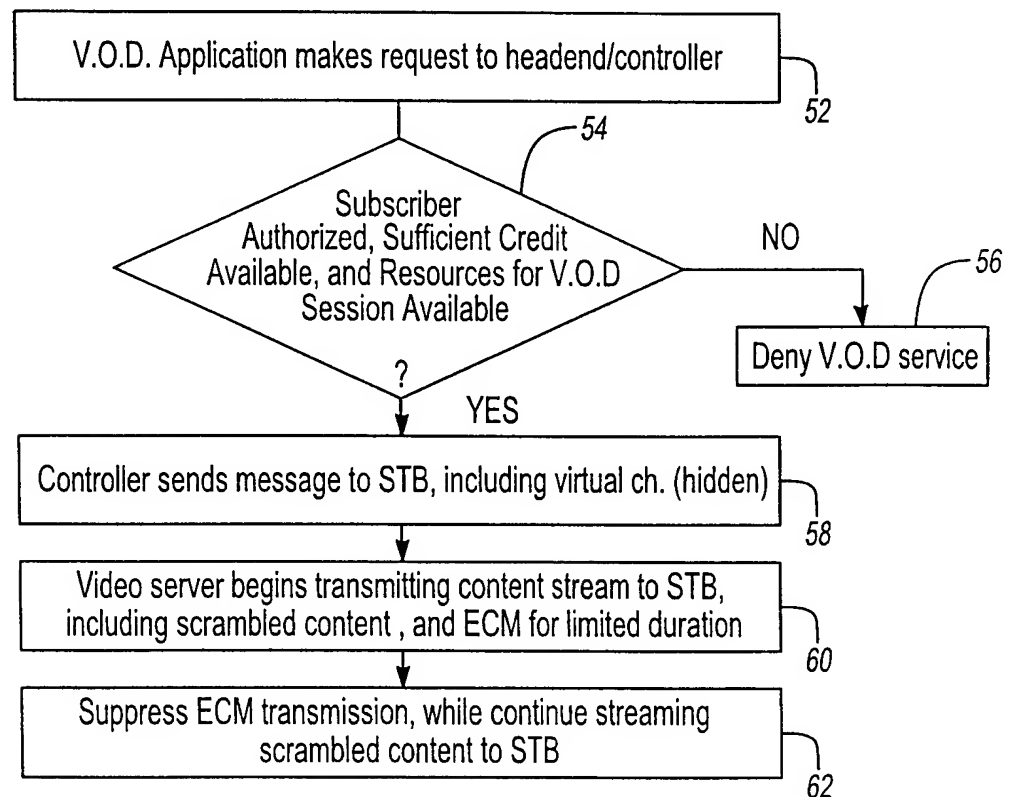 V.O.D. Application makes request to headend/controller
52
54
Subscriber
Authorized, Sufficient Credit
Available, and Resources for V.O.D
Session Available
?
NO
56
Deny V.O.D service
YES
Controller sends message to STB, including virtual ch. (hidden)
58
Video server begins transmitting content stream to STB,
including scrambled content , and ECM for limited duration
60
Suppress ECM transmission, while continue streaming
scrambled content to STB
62